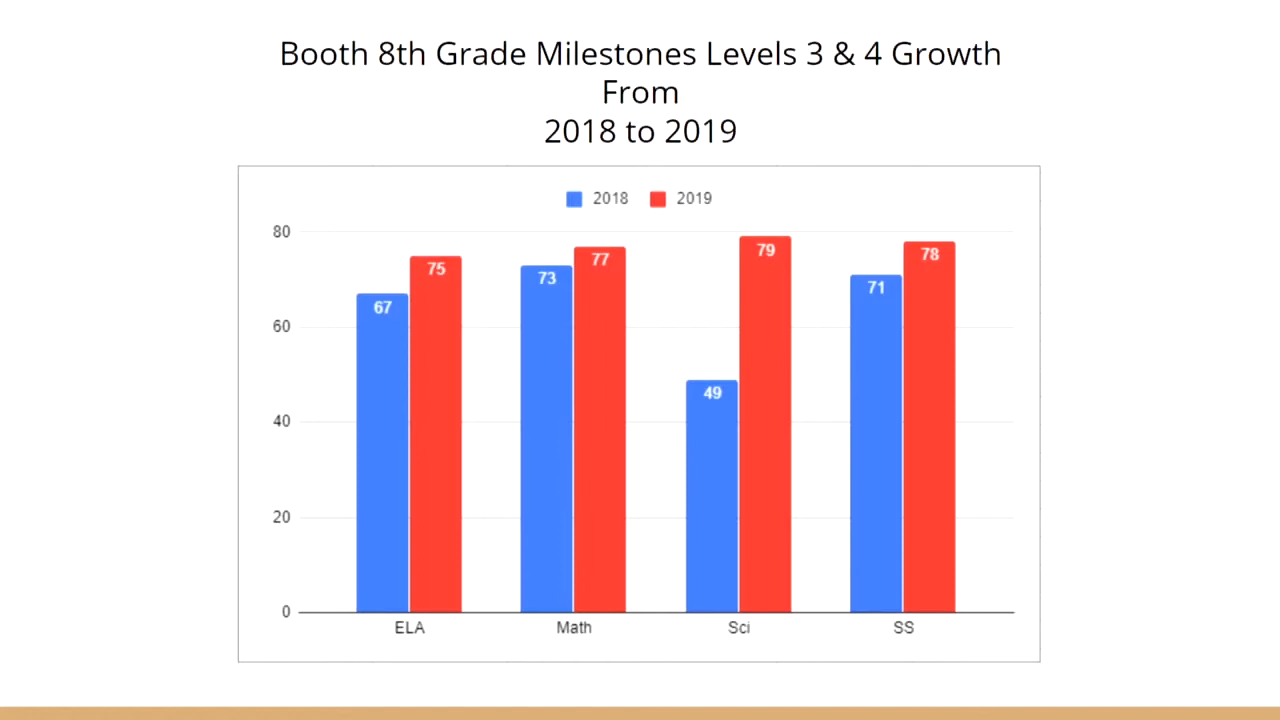 Booth 8th Grade Milestones Levels 3 & 4 Growth
From
2018 to 2019
2018 2019
80
60
40
20
0
67 75 73 77 49 79 71 78
ELA Math Sci SS